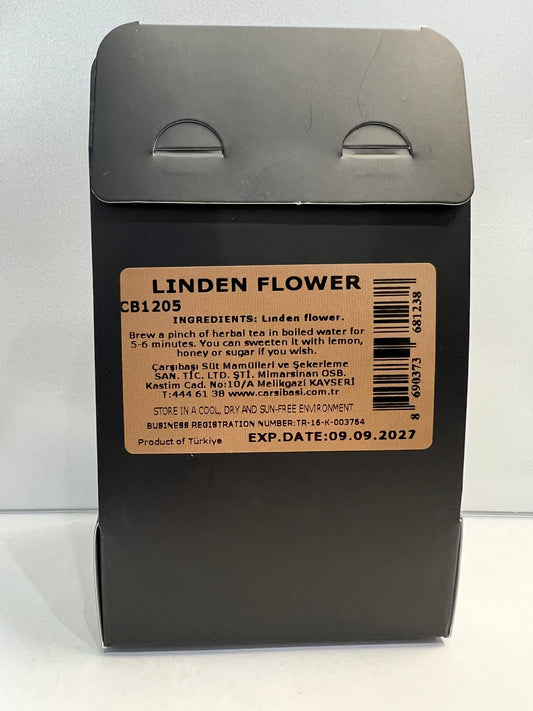 LINDEN FLOWER
CB1205
INGREDIENTS: Linden flower.
Brew a pinch of herbal tea in boiled water for
5-6 minutes. You can sweeten it with lemon,
honey or sugar if you wish.
Çarşıbaşı Süt Mamülleri ve Şekerleme
SAN. TİC. LTD. ŞTİ. Mimarsinan OSB.
Kastim Cad. No:10/A Melikgazi KAYSERİ
T:444 61 38 www.carsibasi.com.tr
STORE IN A COOL, DRY AND SUN-FREE ENVIRONMENT
BUSINESS REGISTRATION NUMBER:TR-16-K-003764
Product of Türkiye
EXP.DATE:09.09.2027
8 690373 681238